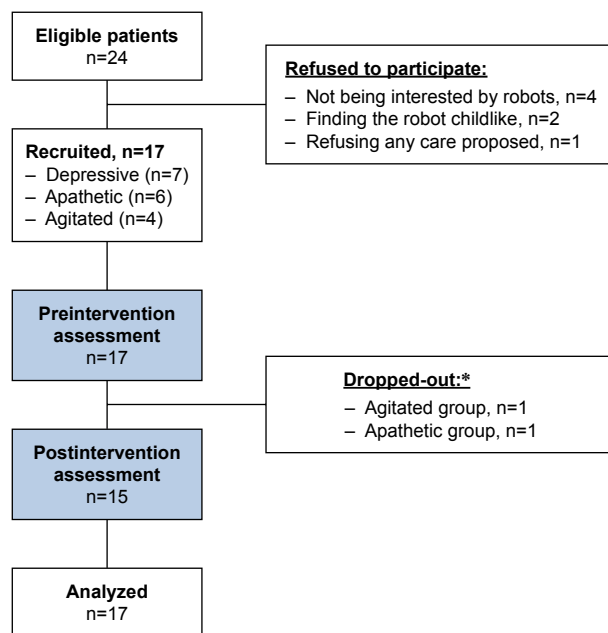 Eligible patients
n=24
Refused to participate:
– Not being interested by robots, n=4
– Finding the robot childlike, n=2
– Refusing any care proposed, n=1
Recruited, n=17
– Depressive (n=7)
– Apathetic (n=6)
– Agitated (n=4)
Preintervention
assessment
n=17
Dropped-out:*
– Agitated group, n=1
– Apathetic group, n=1
Postintervention
assessment
n=15
Analyzed
n=17